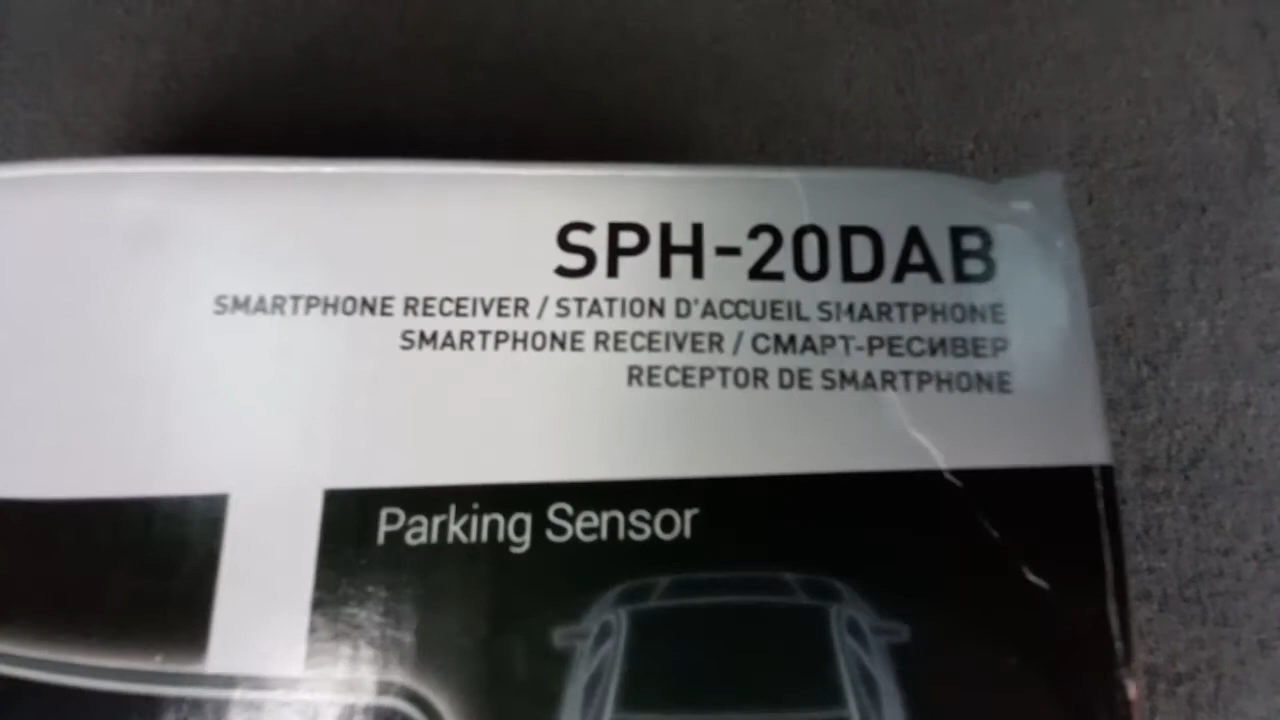 SPH-20DAB
SMARTPHONE RECEIVER / STATION D'ACCUEIL SMARTPHONE
SMARTPHONE RECEIVER / СМАРТ-РЕСИВЕР
RECEPTOR DE SMARTPHONE
Parking Sensor